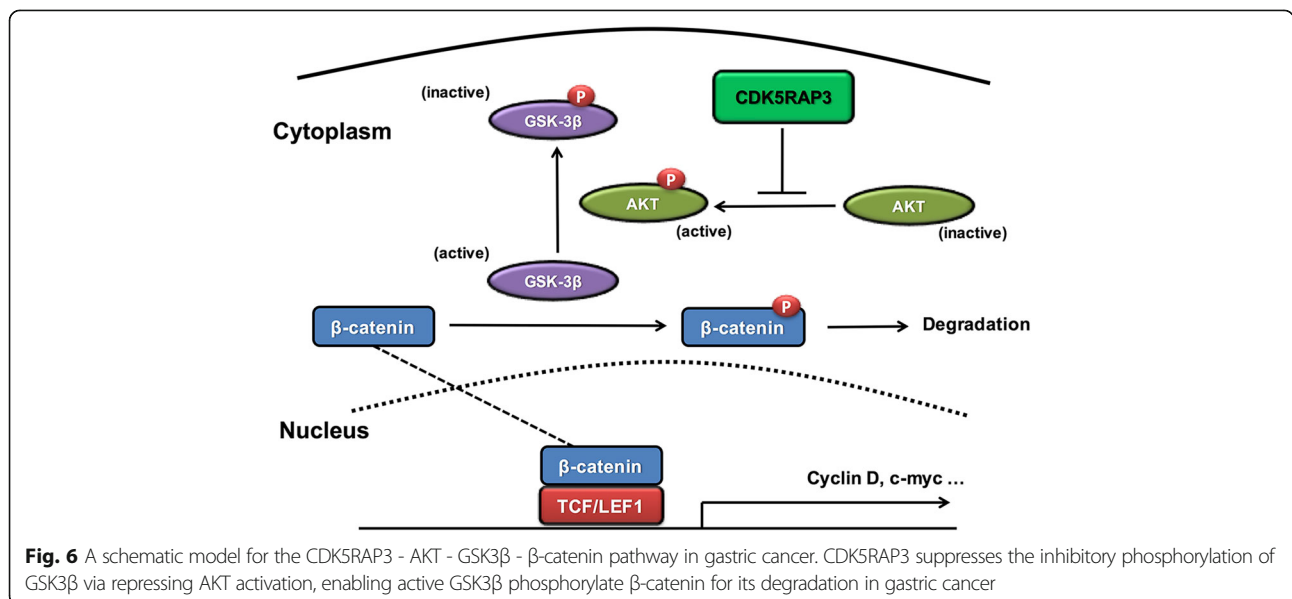 (inactive)
P
GSK-3β
CDK5RAP3
Cytoplasm
P
AKT
(active)
AKT
(inactive)
(active)
GSK-3β
β-catenin
P
β-catenin
Degradation
Nucleus
β-catenin
TCF/LEF1
Cyclin D, c-myc ...
Fig. 6 A schematic model for the CDK5RAP3 - AKT - GSK3β - β-catenin pathway in gastric cancer. CDK5RAP3 suppresses the inhibitory phosphorylation of
GSK3β via repressing AKT activation, enabling active GSK3β phosphorylate β-catenin for its degradation in gastric cancer